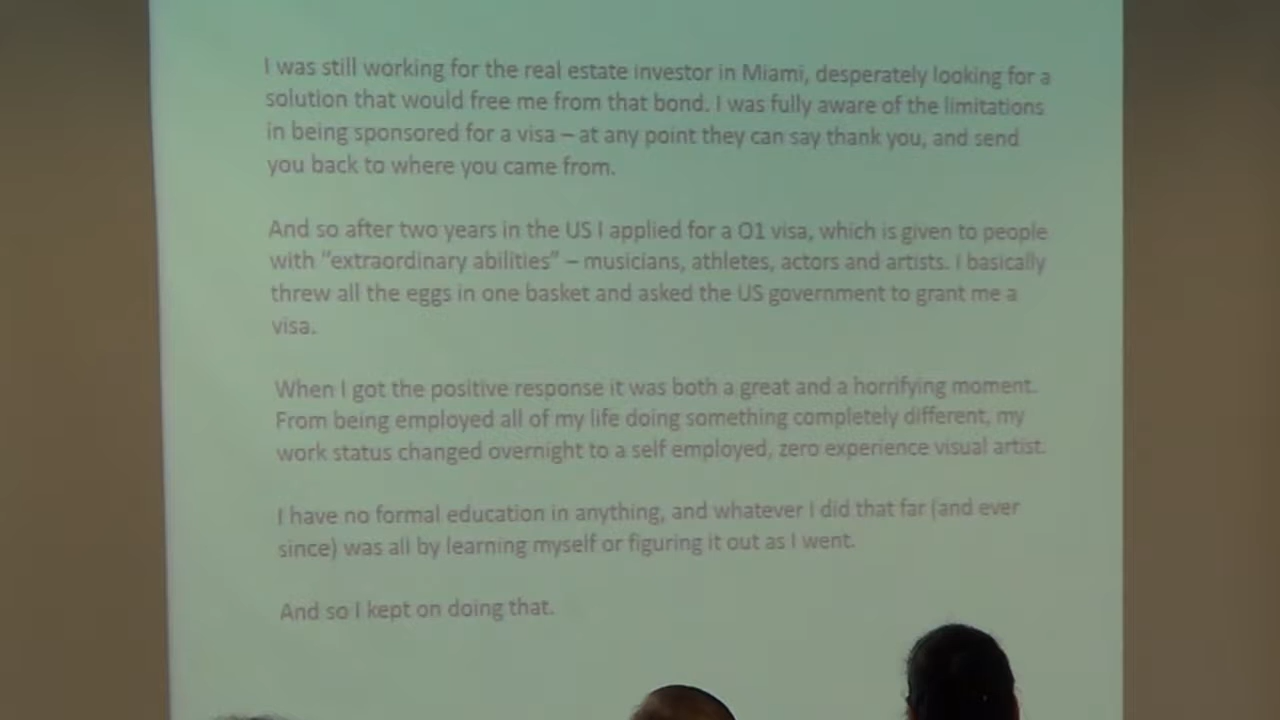 I was still working for the real estate investor in Miami, desperately looking for a
solution that would free me from that bond. I was fully aware of the limitations
in being sponsored for a visa – at any point they can say thank you, and send
you back to where you came from.
And so after two years in the US I applied for a O1 visa, which is given to people
with "extraordinary abilities" – musicians, athletes, actors and artists. I basically
threw all the eggs in one basket and asked the US government to grant me a
visa.
When I got the positive response it was both a great and a horrifying moment.
From being employed all of my life doing something completely different, my
work status changed overnight to a self employed, zero experience visual artist.
I have no formal education in anything, and whatever I did that far (and ever
since) was all by learning myself or figuring it out as I went.
And so I kept on doing that.